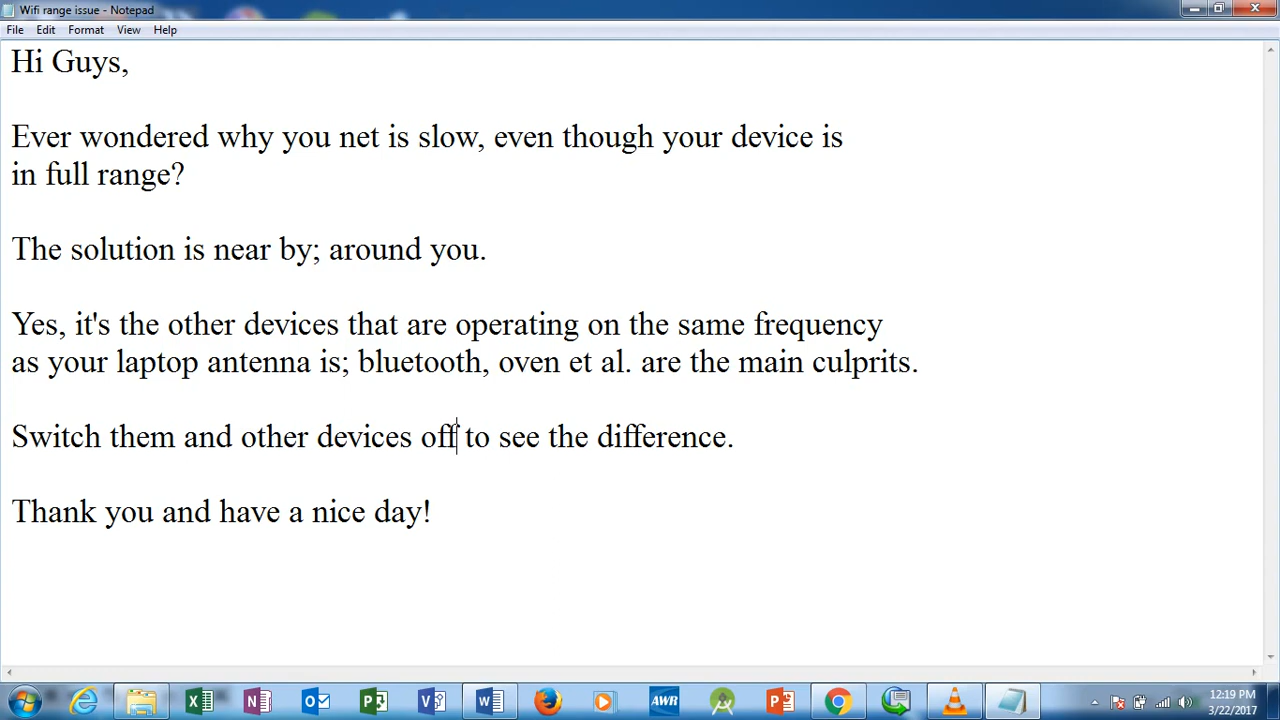 Wifi range issue - Notepad
File Edit Format View Help
Hi Guys,
Ever wondered why you net is slow, even though your device is
in full range?
The solution is near by; around you.
Yes, it's the other devices that are operating on the same frequency
as your laptop antenna is; bluetooth, oven et al. are the main culprits.
Switch them and other devices off to see the difference.
Thank you and have a nice day!
AWR
12:19 PM
3/22/2017